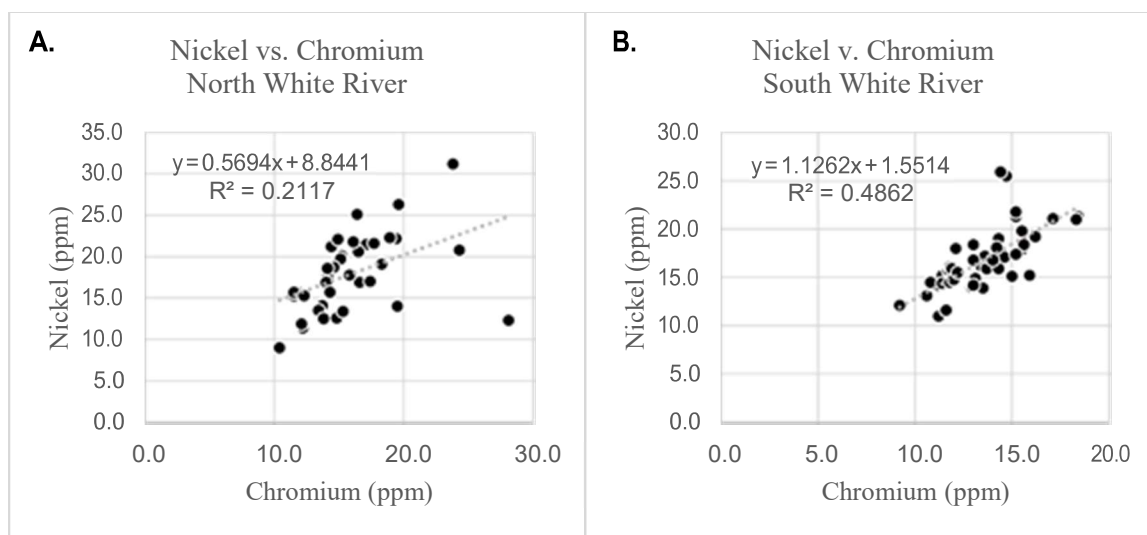 A.
Nickel vs. Chromium
North White River
35.0
30.0
25.0
20.0
15.0
10.0
5.0
0.0
y=0.5694x+8.8441
R² = 0.2117
Nickel (ppm)
0.0 10.0 20.0 30.0
Chromium (ppm)
B.
Nickel v. Chromium
South White River
30.0
25.0
20.0
15.0
10.0
5.0
0.0
y=1.1262x+1.5514
R² = 0.4862
Nickel (ppm)
0.0 5.0 10.0 15.0 20.0
Chromium (ppm)